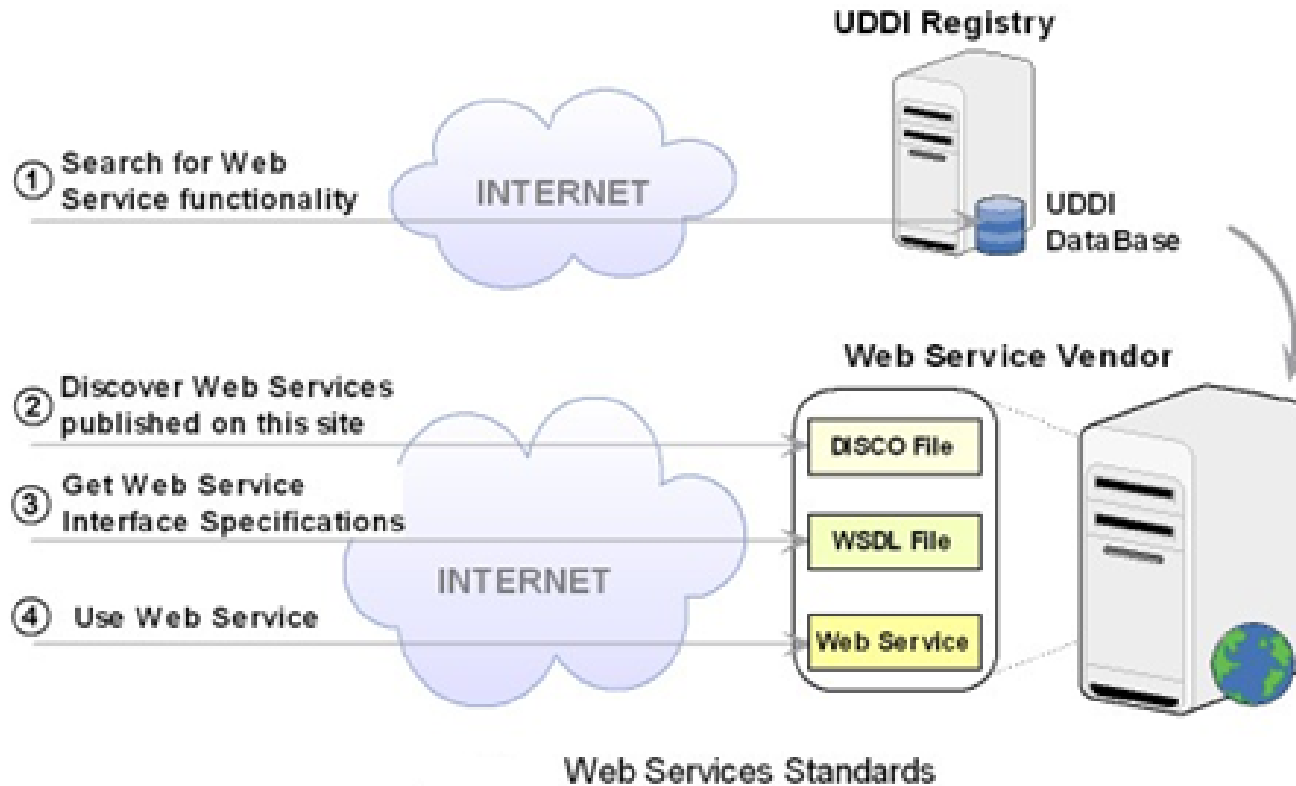 UDDI Registry
1 Search for Web
Service functionality
INTERNET
UDDI
DataBase
Web Service Vendor
2 Discover Web Services
published on this site
DISCO File
3 Get Web Service
Interface Specifications
WSDL File
INTERNET
4 Use Web Service
Web Service
Web Services Standards